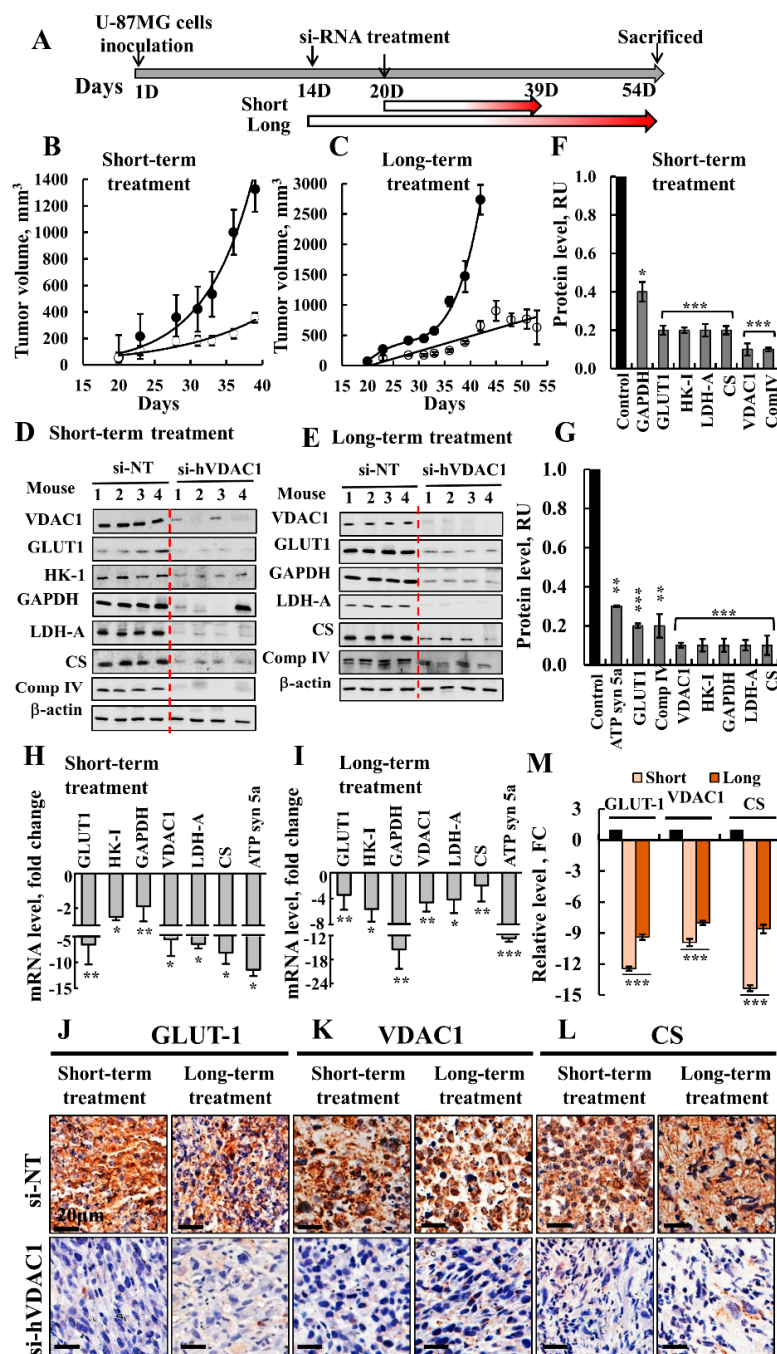 A
U-87MG cells
inoculation
si-RNA treatment
Sacrificed
Days
1D
14D
20D
39D
54D
Short
Long
B
Short-term
treatment
Tumor volume, mm³
1400
1200
1000
800
600
400
200
0
15 20 25 30 35 40
Days
C
Long-term
treatment
Tumor volume, mm³
3000
2500
2000
1500
1000
500
0
15 20 25 30 35 40 45 50 55
Days
F
Short-term
treatment
Protein level, RU
1.0
0.8
0.6
0.4
0.2
0.0
*
***
***
Control
GAPDH
GLUT1
HK-I
LDH-A
CS
VDAC1
ComIV
D
Short-term treatment
si-NT si-hVDAC1
Mouse 1 2 3 4 1 2 3 4
VDAC1
GLUT1
HK-1
GAPDH
LDH-A
CS
Comp IV
β-actin
E
Long-term treatment
si-NT si-hVDAC1
Mouse 1 2 3 4 1 2 3 4
VDAC1
GLUT1
GAPDH
LDH-A
CS
Comp IV
β-actin
G
Protein level, RU
1.0
0.8
0.6
0.4
0.2
0.0
**
***
**
***
Control
ATP syn 5a
GLUT1
Comp IV
VDAC1
HK-I
GAPDH
LDH-A
CS
H
Short-term
treatment
mRNA level, fold change
0
-2
-5
-10
-15
GLUT1
HK-I
GAPDH
VDAC1
LDH-A
CS
ATP syn 5a
**
*
**
*
*
*
*
I
Long-term
treatment
mRNA level, fold change
0
-4
-8
-12
-24
GLUT1
HK-I
GAPDH
VDAC1
LDH-A
CS
ATP syn 5a
**
*
**
**
*
**
***
M
Short Long
GLUT-1 VDAC1 CS
Relative level , FC
3
0
-3
-6
-9
-12
-15
***
***
***
J
GLUT-1
K
VDAC1
L
CS
Short-term
treatment
Long-term
treatment
Short-term
treatment
Long-term
treatment
Short-term
treatment
Long-term
treatment
si-NT
20µm
si-hVDAC1